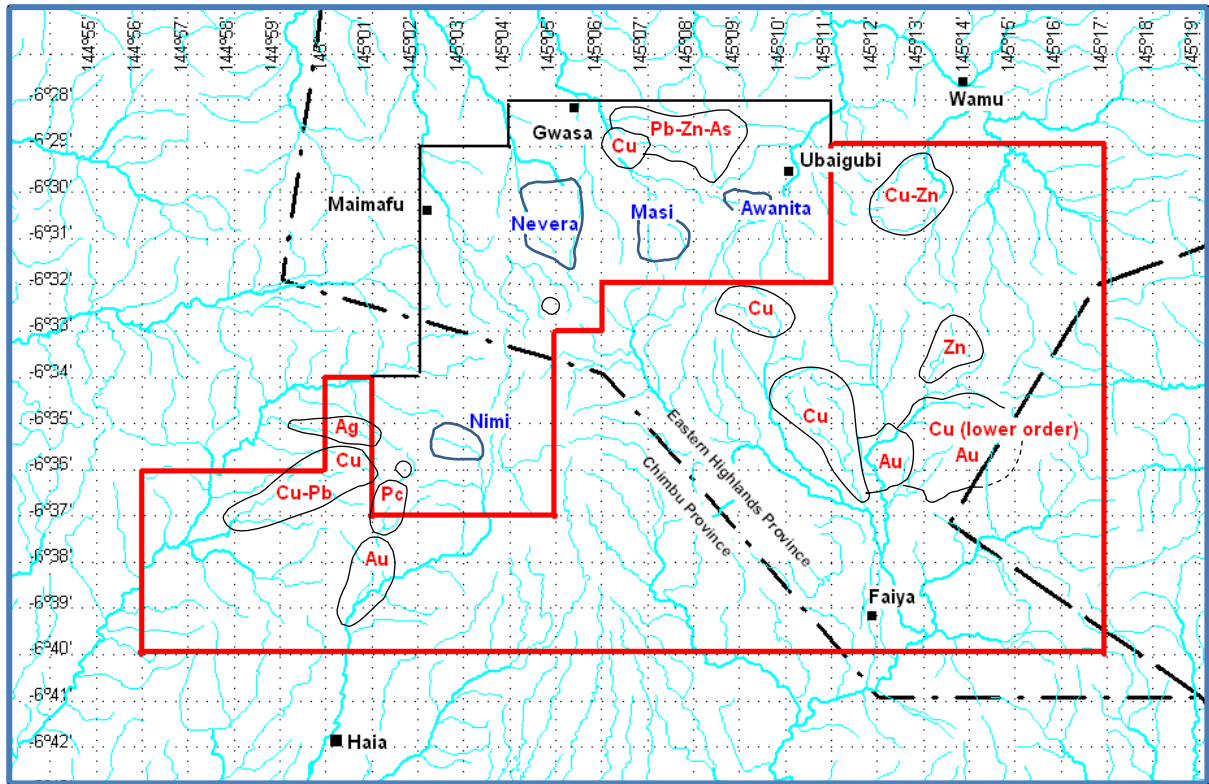 144°55'
144°56'
144°57'
144°58'
144°59'
145°
145°01'
145°02'
145°03'
145°04'
145°05'
145°06'
145°07'
145°08'
145°09'
145°10'
145°11'
145°12'
145°13'
145°14'
145°15'
145°16'
145°17'
145°18'
145°19'
-6°28'
-6°29'
-6°30'
-6°31'
-6°32'
-6°33'
-6°34'
-6°35'
-6°36'
-6°37'
-6°38'
-6°39'
-6°40'
-6°41'
-6°42'
Wamu
Gwasa
Pb-Zn-As
Cu
Ubaigubi
Maimafu
Nevera
Masi
Awanita
Cu-Zn
Cu
Zn
Nimi
Ag
Cu
Cu-Pb
Pc
Au
Cu
Au
Cu (lower order)
Au
Eastern Highlands Province
Chimbu Province
Faiya
Haia